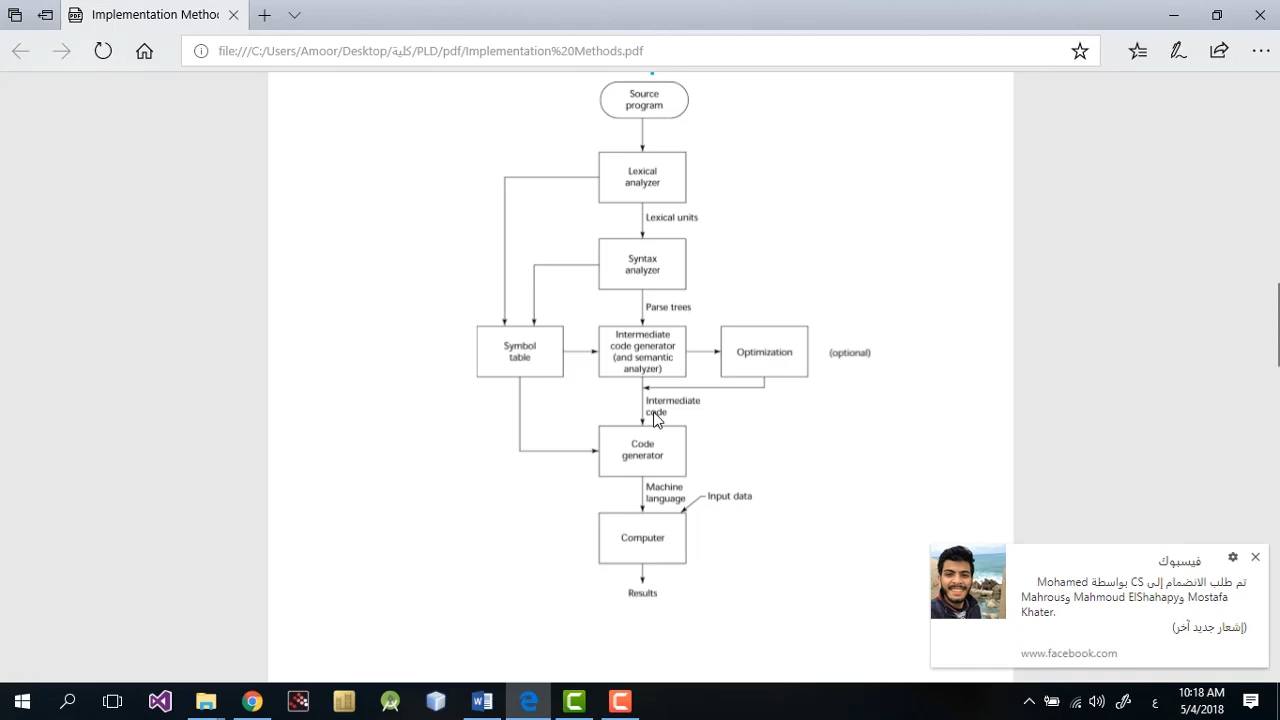 Implementation Methods
file:///C:/Users/Amoor/Desktop/كلية/PLD/pdf/Implementation%20Methods.pdf
Source
program
Lexical
analyzer
Lexical units
Syntax
analyzer
Parse trees
Symbol
table
Intermediate
code generator
(and semantic
analyzer)
Optimization
(optional)
Intermediate
code
Code
generator
Machine
language
Input data
Computer
Results
فيسبوك
تم طلب الانضمام إلى CS بواسطة Mohamed
Mahrous وMahmoud ElShahapy وMostafa
Khater.
(إشعار جديد آخر)
www.facebook.com
ع
10:18 AM
5/4/2018